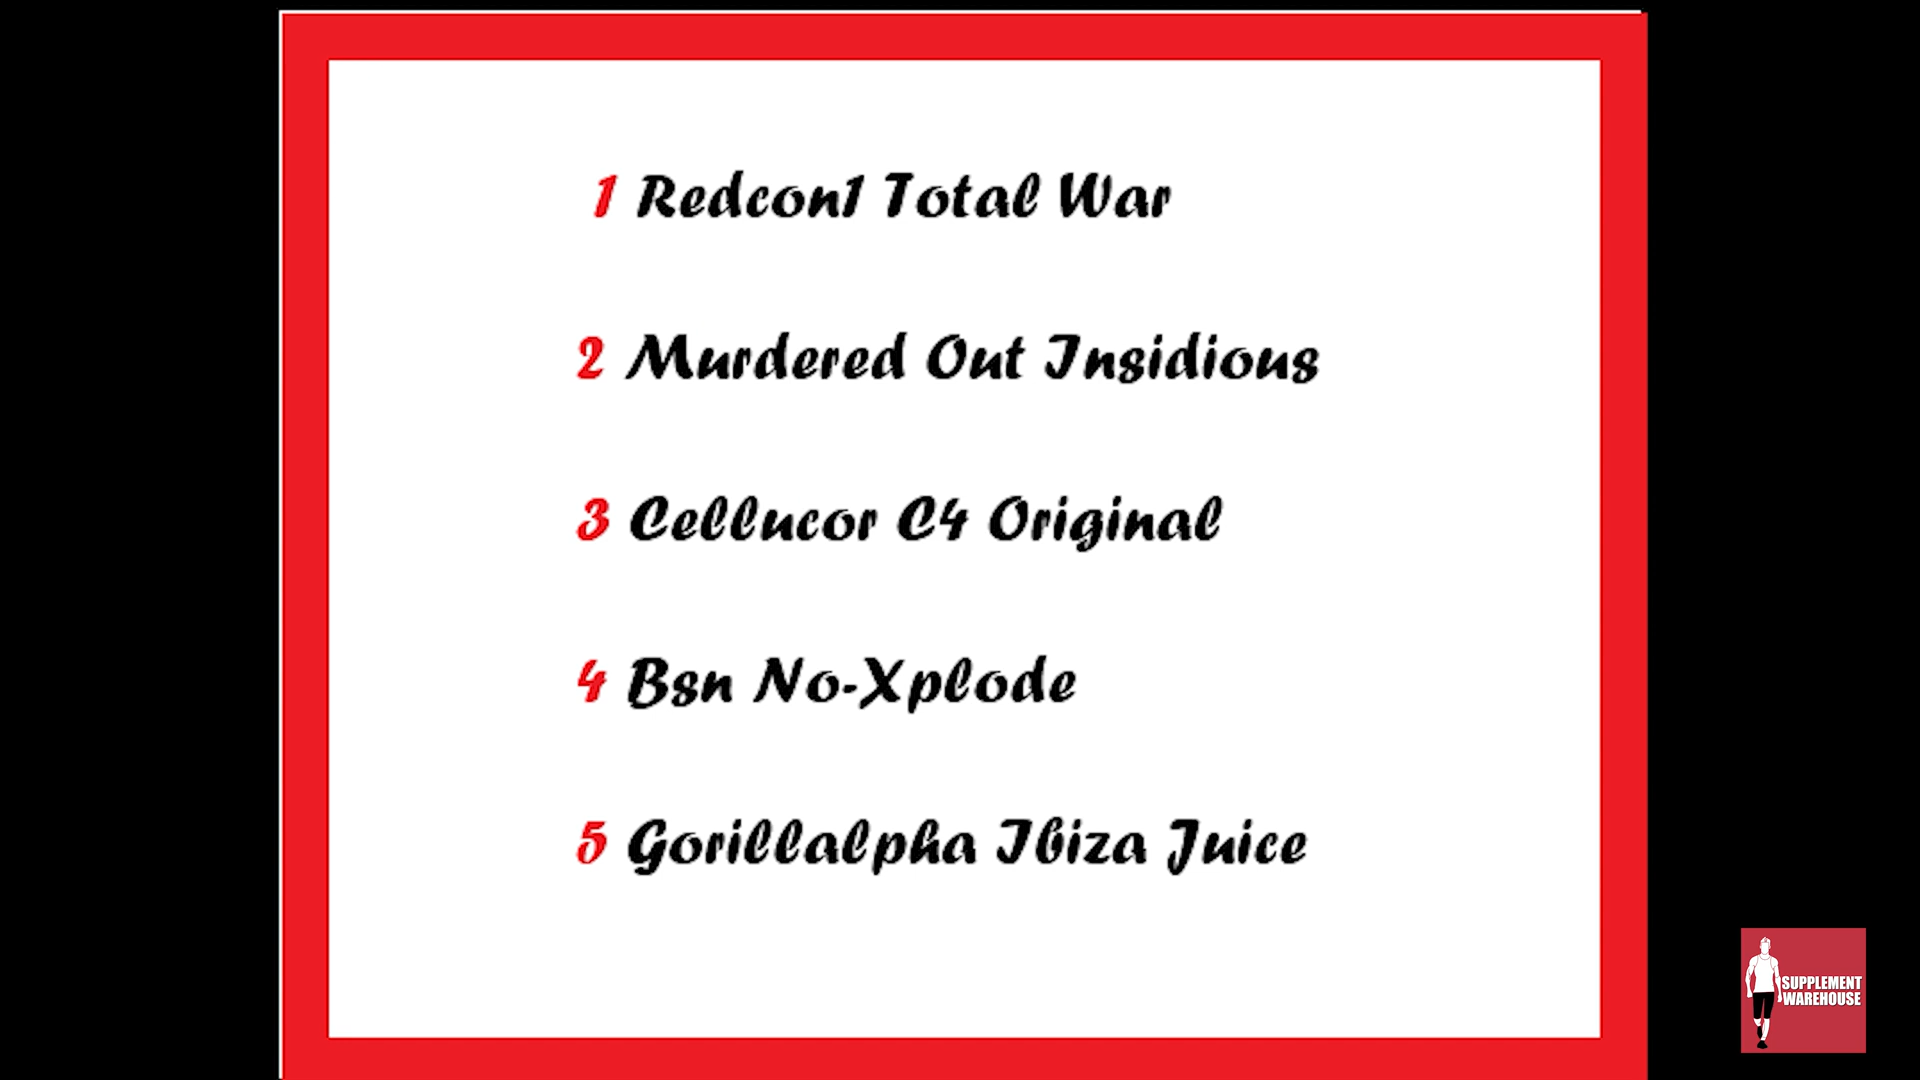 1 Redcon1 Total War
2 Murdered Out Insidious
3 Cellucor C4 Original
4 Bsn No-Xplode
5 Gorillalpha Ibiza Juice
SUPPLEMENT
WAREHOUSE